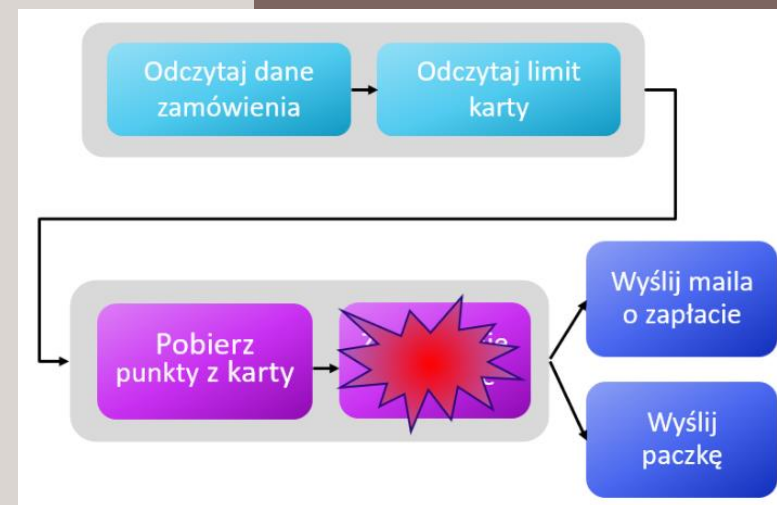 Odczytaj dane
zamówienia
Odczytaj limit
karty
Pobierz
punkty z karty
Wyślij maila
o zapłacie
Wyślij
paczkę